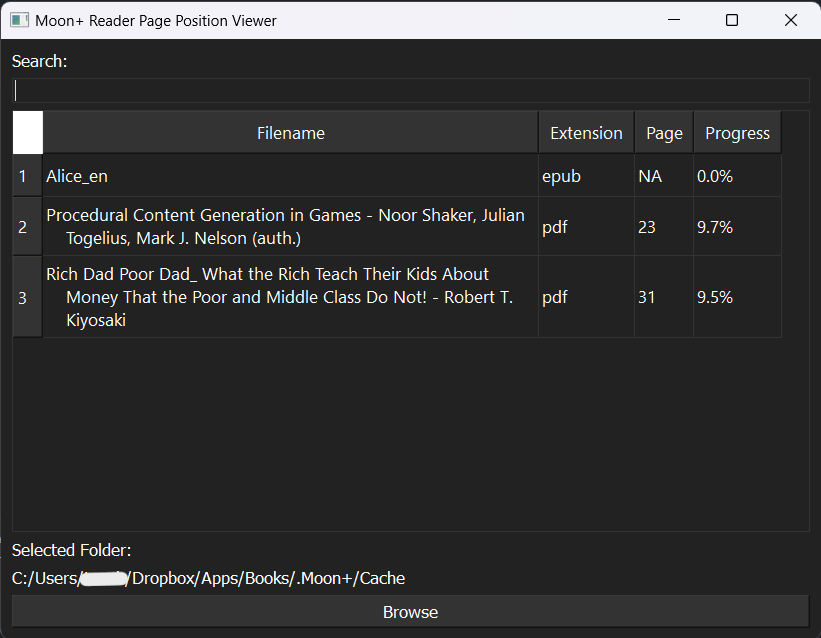 Moon+ Reader Page Position Viewer
Search:
Filename Extension Page Progress
1 Alice_en epub NA 0.0%
2 Procedural Content Generation in Games - Noor Shaker, Julian
Togelius, Mark J. Nelson (auth.) pdf 23 9.7%
3 Rich Dad Poor Dad_ What the Rich Teach Their Kids About
Money That the Poor and Middle Class Do Not! - Robert T. pdf 31 9.5%
Kiyosaki
Selected Folder:
C:/Users/ /Dropbox/Apps/Books/.Moon+/Cache
Browse